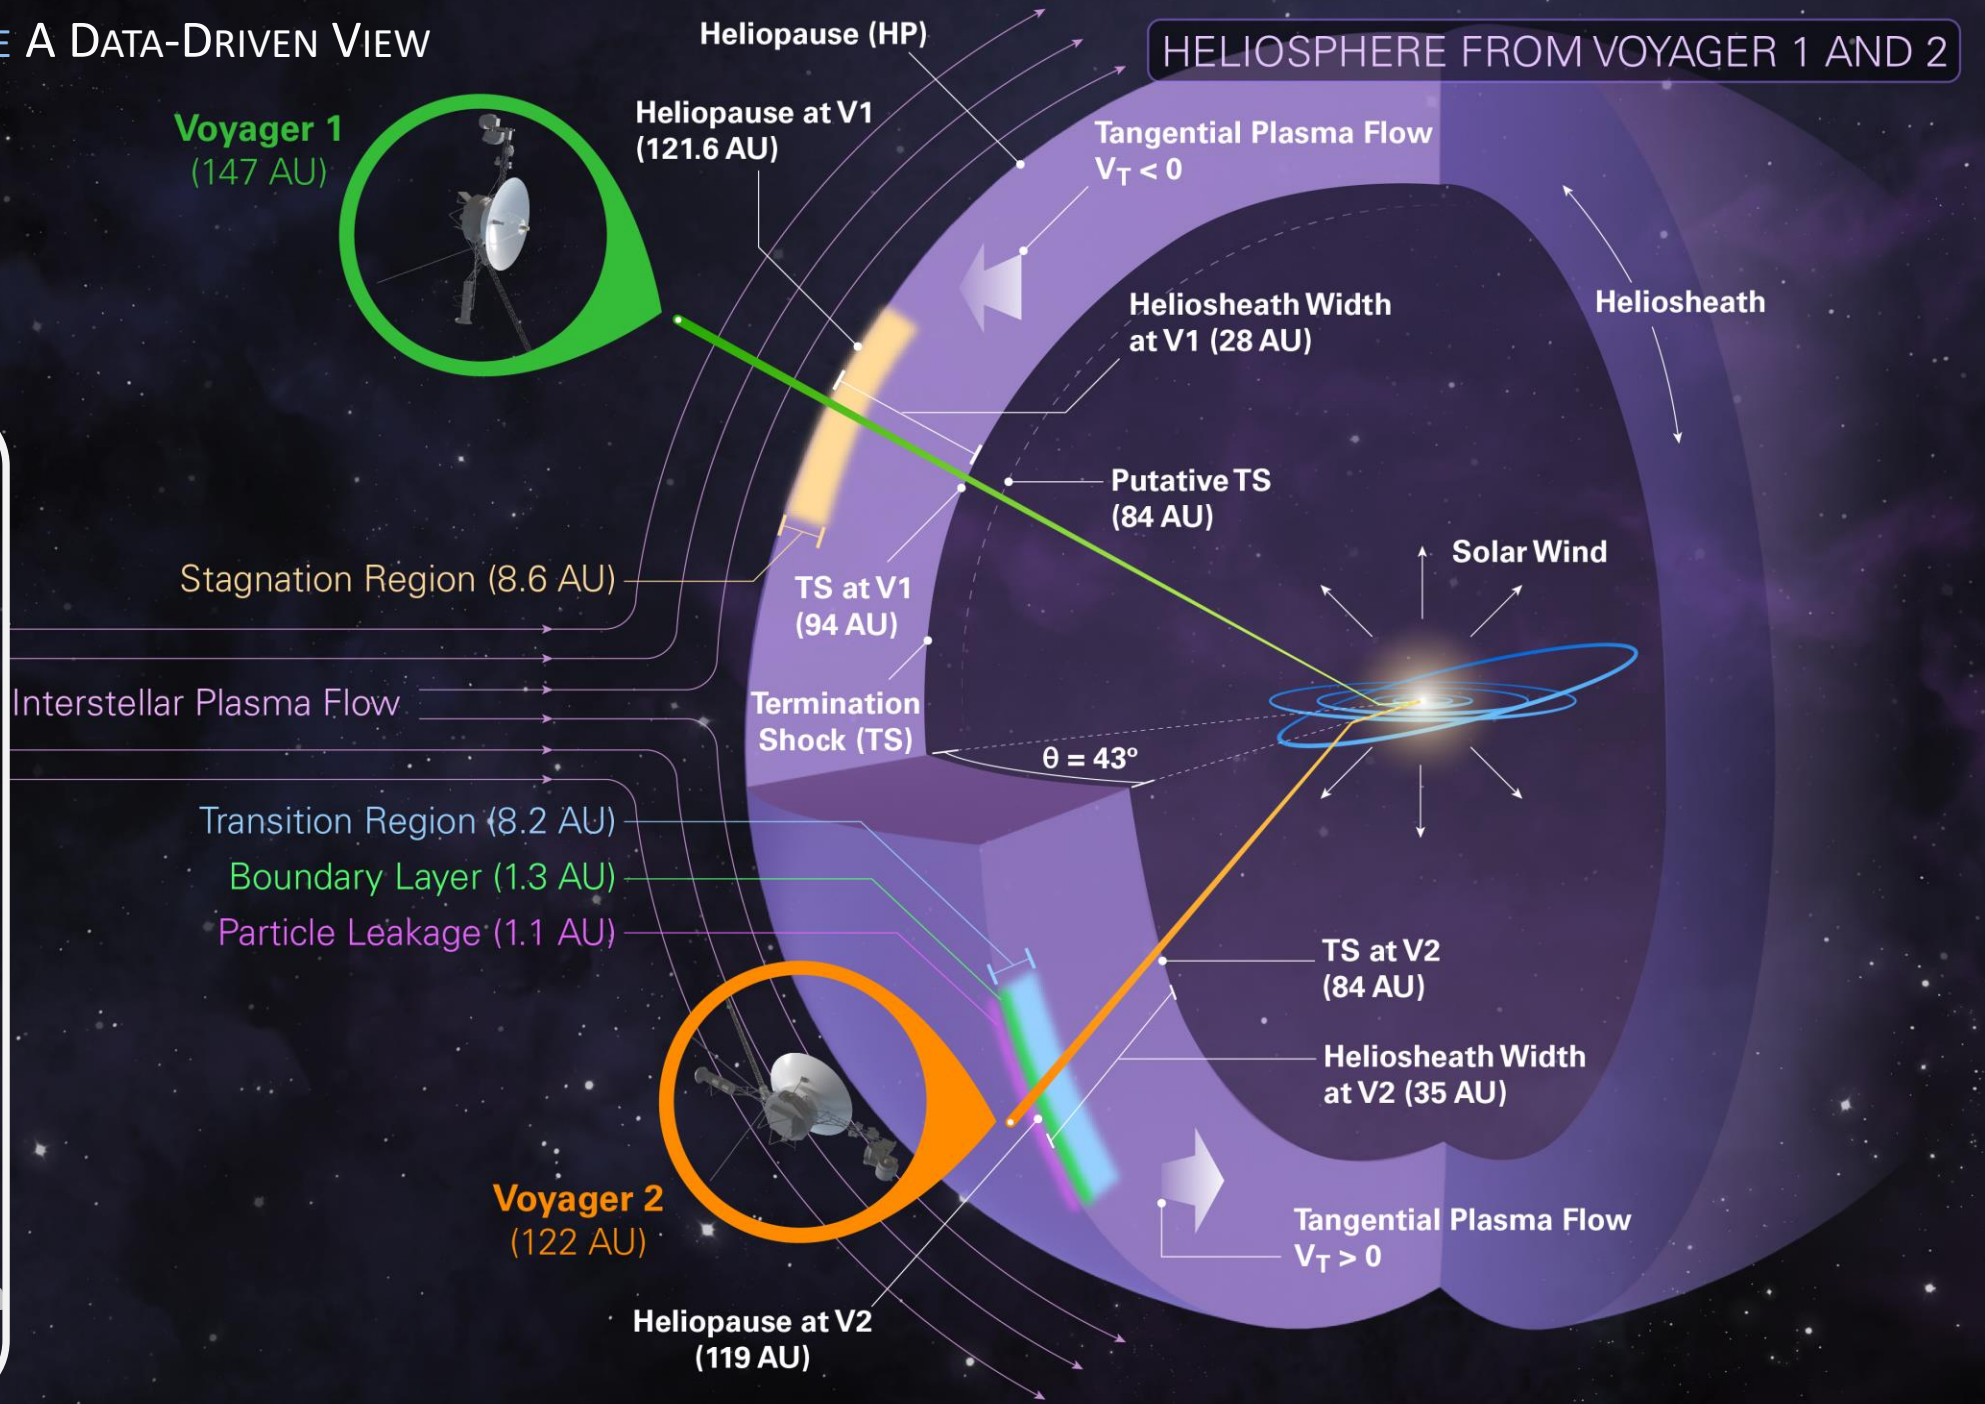 A Data-Driven View
HELIOSPHERE FROM VOYAGER 1 AND 2
Heliopause (HP)
Heliopause at V1
(121.6 AU)
Voyager 1
(147 AU)
Tangential Plasma Flow
VT < 0
Heliosheath Width
at V1 (28 AU)
Heliosheath
Putative TS
(84 AU)
Solar Wind
Stagnation Region (8.6 AU)
TS at V1
(94 AU)
Interstellar Plasma Flow
Termination
Shock (TS)
θ = 43º
Transition Region (8.2 AU)
Boundary Layer (1.3 AU)
Particle Leakage (1.1 AU)
TS at V2
(84 AU)
Heliosheath Width
at V2 (35 AU)
Voyager 2
(122 AU)
Tangential Plasma Flow
VT > 0
Heliopause at V2
(119 AU)